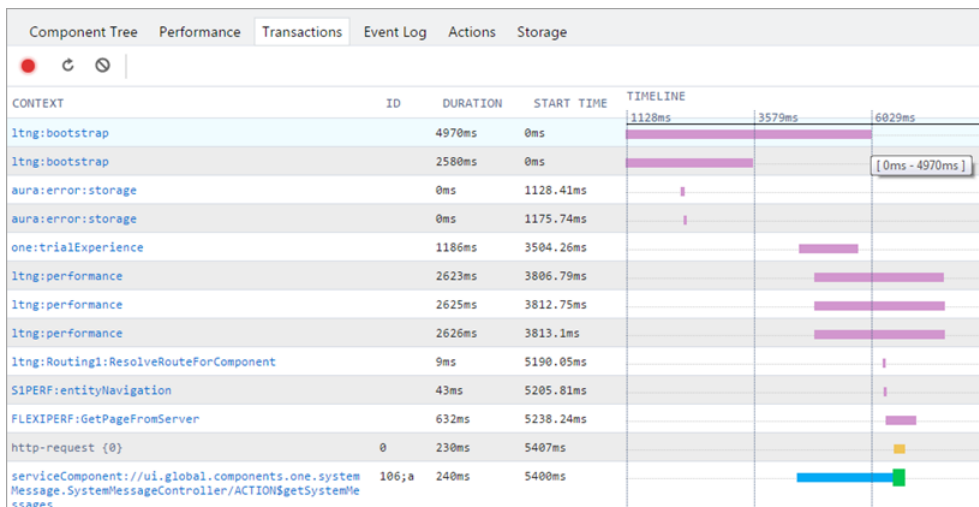 Component Tree Performance Transactions Event Log Actions Storage
CONTEXT ID DURATION START TIME TIMELINE
1128ms 3579ms 6029ms
ltng:bootstrap 4970ms 0ms
ltng:bootstrap 2580ms 0ms
[ 0ms - 4970ms ]
aura:error:storage 0ms 1128.41ms
aura:error:storage 0ms 1175.74ms
one:trialExperience 1186ms 3504.26ms
ltng:performance 2623ms 3806.79ms
ltng:performance 2625ms 3812.75ms
ltng:performance 2626ms 3813.1ms
ltng:Routing1:ResolveRouteForComponent 9ms 5190.05ms
S1PERF:entityNavigation 43ms 5205.81ms
FLEXIPERF:GetPageFromServer 632ms 5238.24ms
http-request {0} 0 230ms 5407ms
serviceComponent://ui.global.components.one.system 106;a 240ms 5400ms
Message.SystemMessageController/ACTION$getSystemMe
ssages